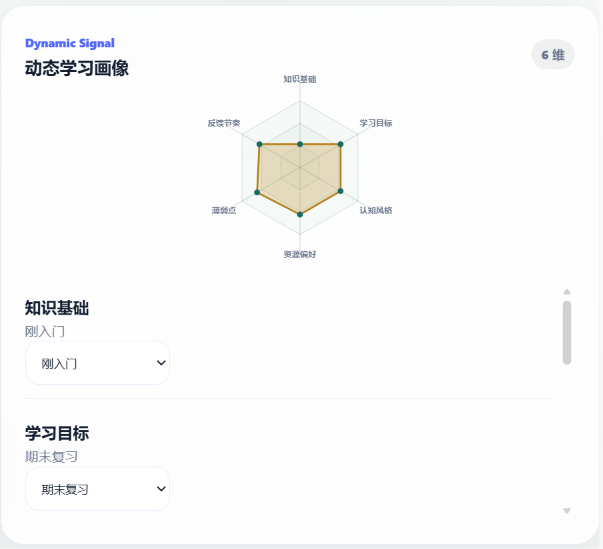 Dynamic Signal
动态学习画像
6 维
知识基础
反馈节奏
学习目标
薄弱点
认知风格
资源偏好
知识基础
刚入门
刚入门
学习目标
期末复习
期末复习